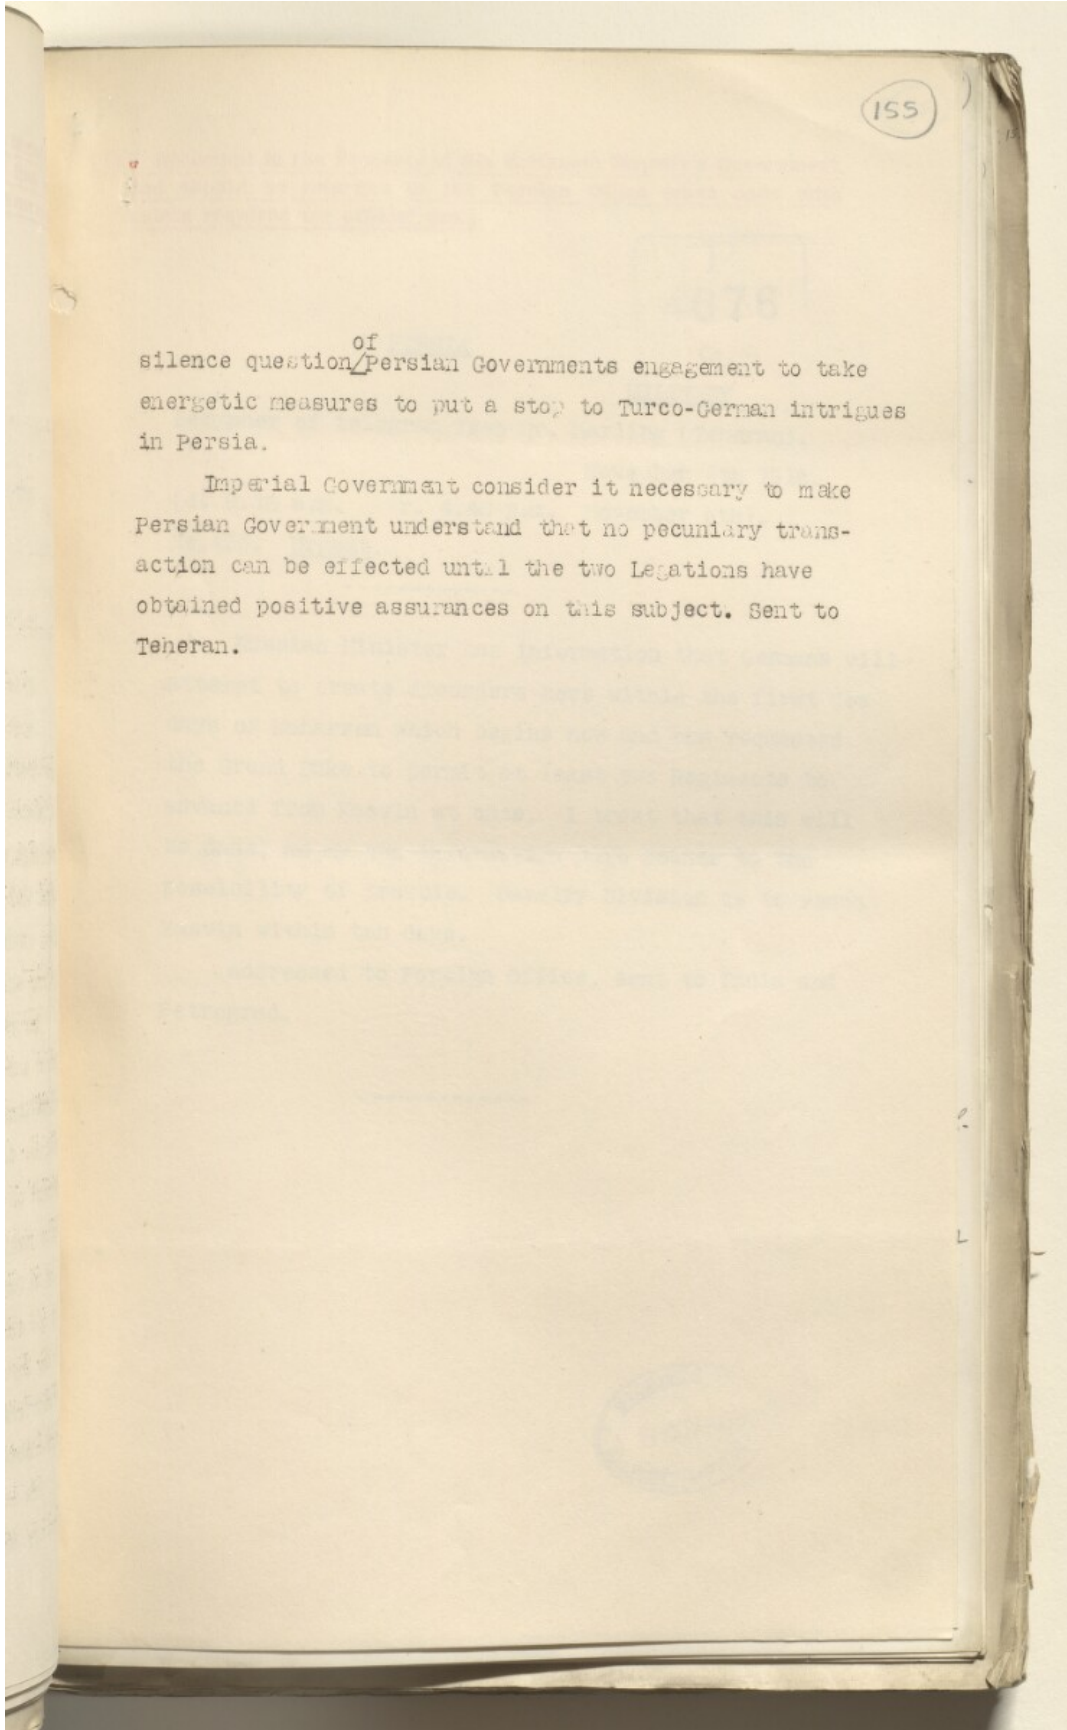 155
silence question of Persian Governments engagement to take
energetic measures to put a stop to Turco-German intrigues
in Persia.
Imperial Government consider it necessary to make
Persian Government understand that no pecuniary trans-
action can be effected until the two Legations have
obtained positive assurances on this subject. Sent to
Teheran.